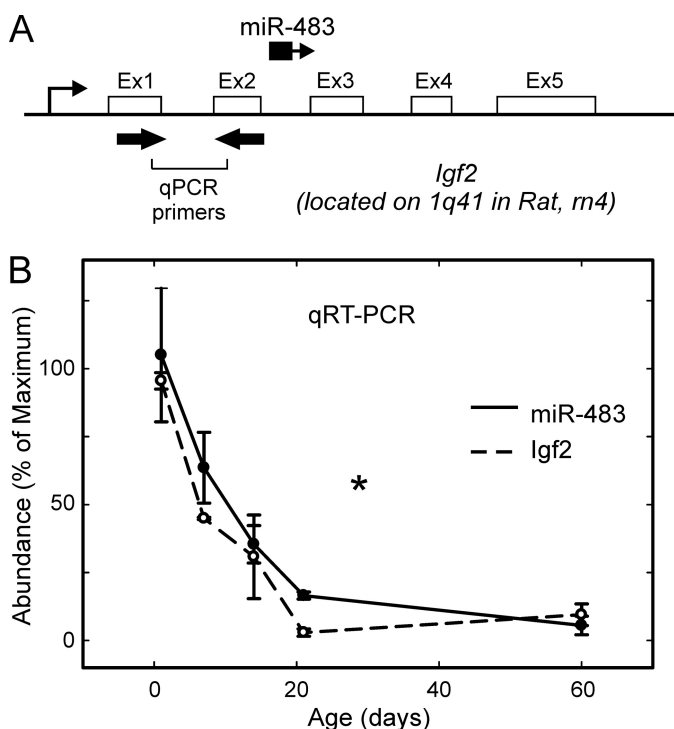 A
miR-483
Ex1 Ex2 Ex3 Ex4 Ex5
qPCR
primers
Igf2
(located on 1q41 in Rat, rn4)
B
qRT-PCR
miR-483
Igf2
*
Abundance (% of Maximum)
100
50
0
0 20 40 60
Age (days)